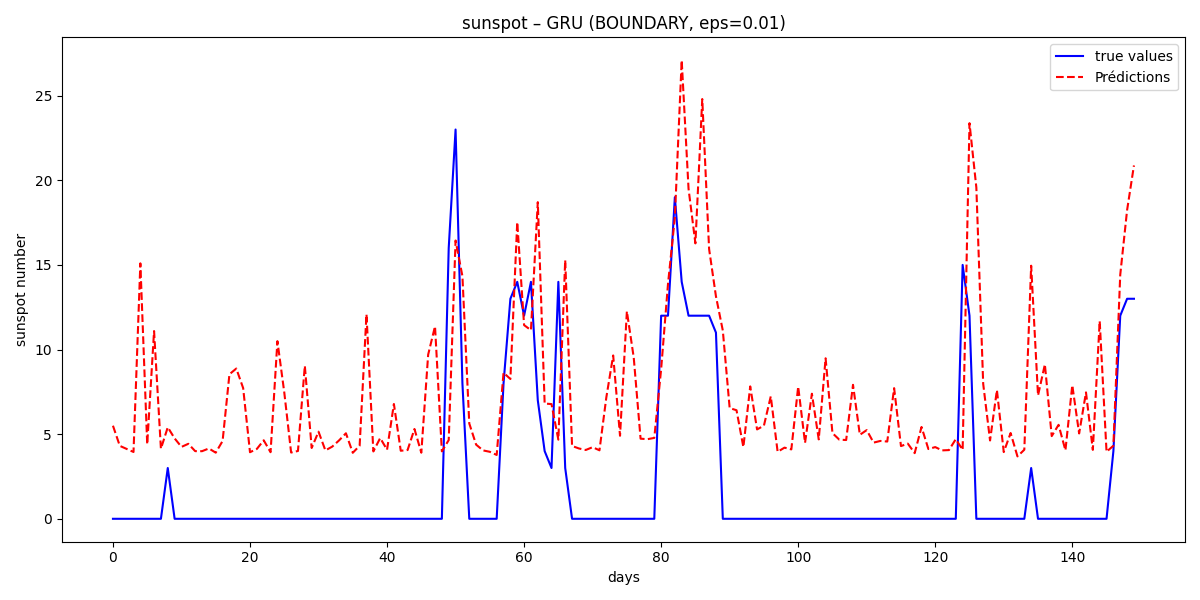 sunspot – GRU (BOUNDARY, eps=0.01)
true values
Prédictions
sunspot number
25
20
15
10
5
0
0 20 40 60 80 100 120 140
days